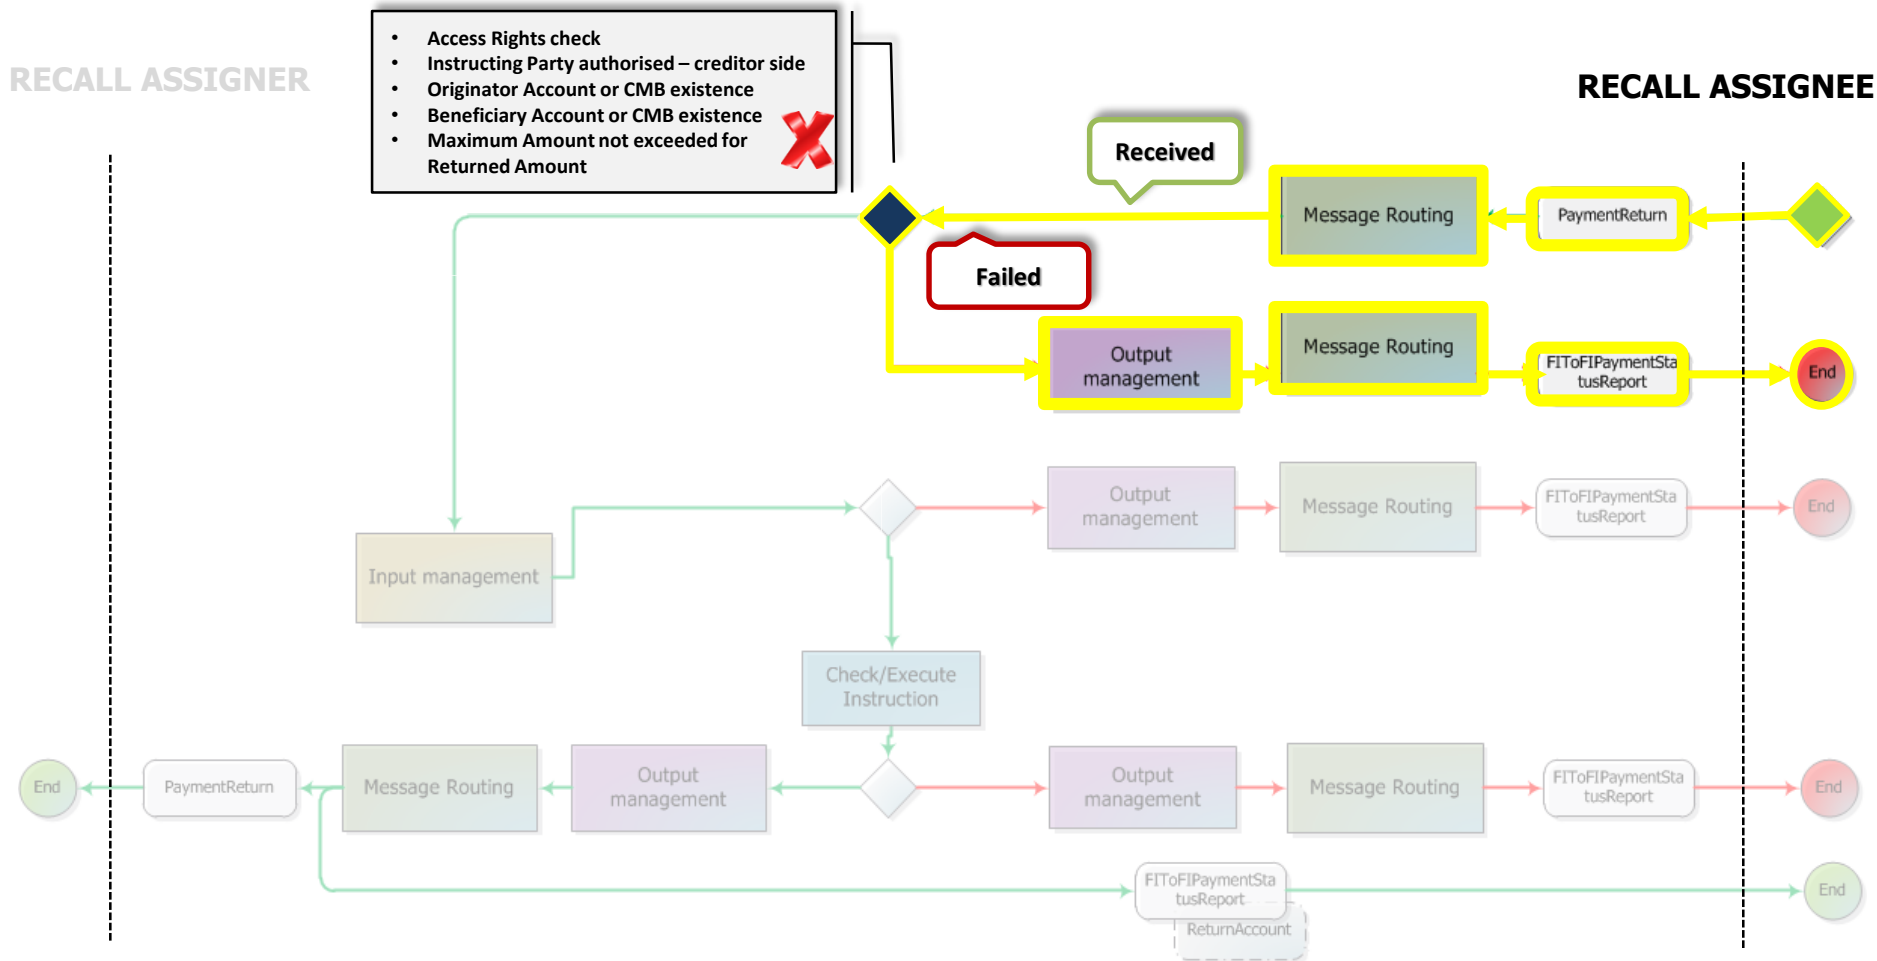 • Access Rights check
• Instructing Party authorised – creditor side
• Originator Account or CMB existence
• Beneficiary Account or CMB existence
• Maximum Amount not exceeded for
Returned Amount
RECALL ASSIGNER
RECALL ASSIGNEE
Received
Message Routing
PaymentReturn
Failed
Output
management
Message Routing
FIToFIPaymentSta
tusReport
End
Output
management
Message Routing
FIToFIPaymentSta
tusReport
End
Input management
Check/Execute
Instruction
End
PaymentReturn
Message Routing
Output
management
Output
management
Message Routing
FIToFIPaymentSta
tusReport
End
FIToFIPaymentSta
tusReport
ReturnAccount
End